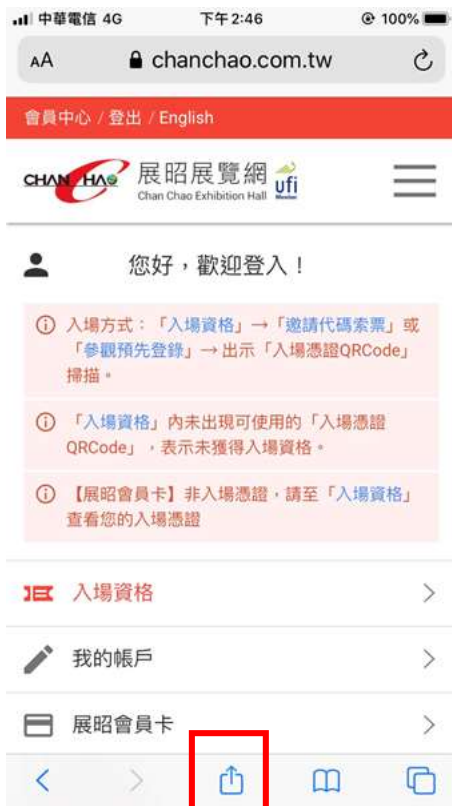 中華電信 4G 下午 2:46 100%
AA chanchao.com.tw
會員中心 / 登出 / English
CHAN CHAO 展昭展覽網 ufi
Chan Chao Exhibition Hall Member
您好，歡迎登入！
入場方式：「入場資格」→「邀請代碼索票」或
「參觀預先登錄」→ 出示「入場憑證QRCode」
掃描。
「入場資格」內未出現可使用的「入場憑證
QRCode」，表示未獲得入場資格。
【展昭會員卡】非入場憑證，請至「入場資格」
查看您的入場憑證
入場資格
我的帳戶
展昭會員卡